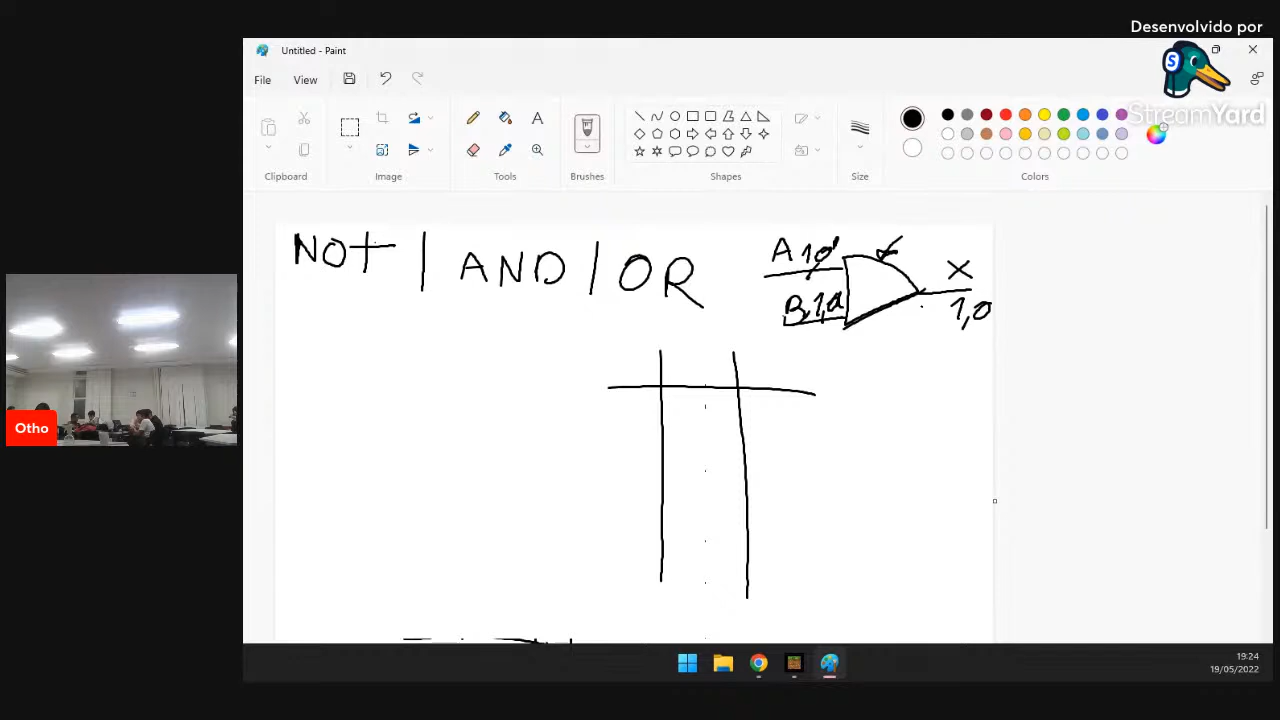 Desenvolvido por
StreamYard
Untitled - Paint
File
View
Clipboard
Image
Tools
Brushes
Shapes
Size
Colors
NOT | AND | OR
A 1,0
B,1,0
X
1,0
Otho
19:24
19/05/2022